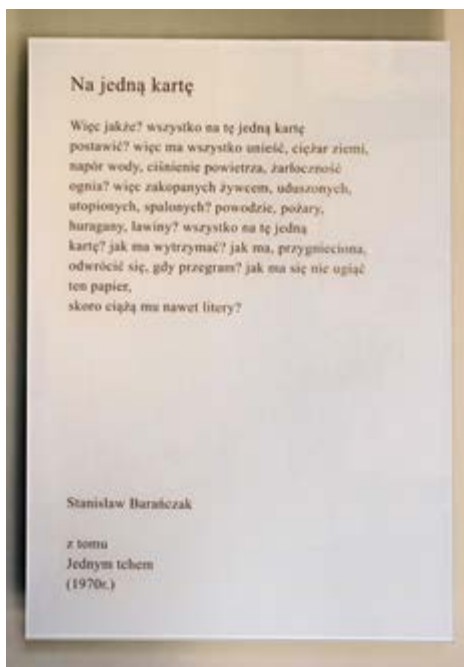 Na jedną kartę
Więc jakże? wszystko na tę jedną kartę
postawić? więc ma wszystko unieść, ciężar ziemi,
napór wody, ciśnienie powietrza, żarłoczność
ognia? więc zakopanych żywcem, uduszonych,
utopionych, spalonych? powodzie, pożary,
huragany, lawiny? wszystko na tę jedną
kartę? jak ma wytrzymać? jak ma, przygnieciona,
odwrócić się, gdy przegram? jak ma się nie ugiąć
ten papier,
skoro ciążą mu nawet litery?
Stanisław Barańczak
z tomu
Jednym tchem
(1970r.)